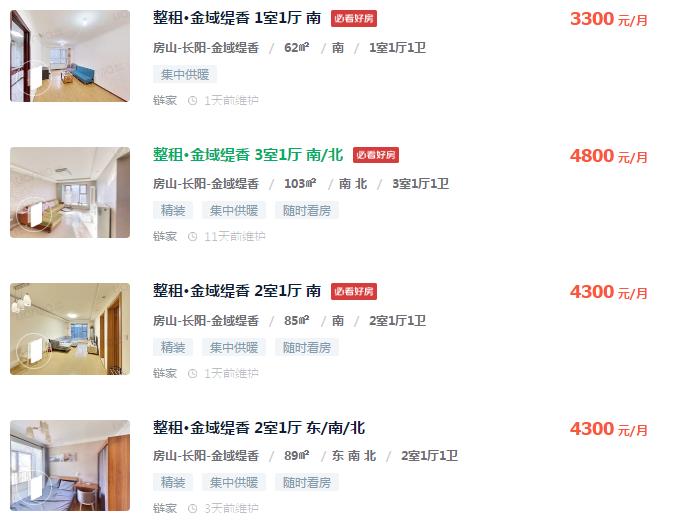 整租·金域缇香 1室1厅 南 必看好房 3300 元/月
房山-长阳-金域缇香 / 62㎡ / 南 / 1室1厅1卫
集中供暖
链家 1天前维护
整租·金域缇香 3室1厅 南/北 必看好房 4800 元/月
房山-长阳-金域缇香 / 103㎡ / 南 北 / 3室1厅1卫
精装 集中供暖 随时看房
链家 11天前维护
整租·金域缇香 2室1厅 南 必看好房 4300 元/月
房山-长阳-金域缇香 / 85㎡ / 南 / 2室1厅1卫
精装 集中供暖 随时看房
链家 1天前维护
整租·金域缇香 2室1厅 东/南/北 4300 元/月
房山-长阳-金域缇香 / 89㎡ / 东 南 北 / 2室1厅1卫
精装 集中供暖 随时看房
链家 3天前维护